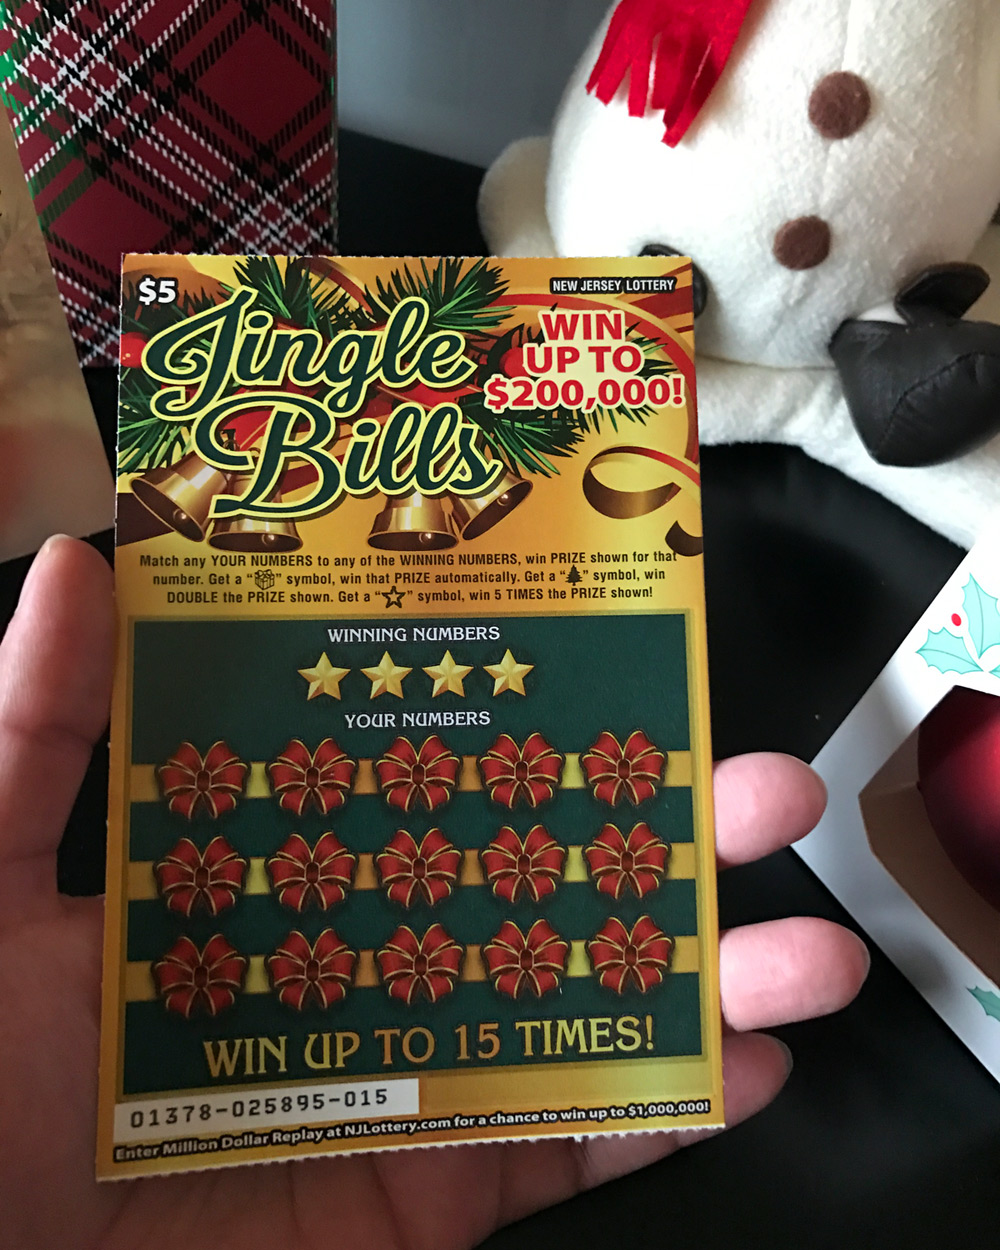 $5
NEW JERSEY LOTTERY
Jingle
Bills
WIN
UP TO
$200,000!
Match any YOUR NUMBERS to any of the WINNING NUMBERS, win PRIZE shown for that
number. Get a “ ” symbol, win that PRIZE automatically. Get a “ ” symbol, win
DOUBLE the PRIZE shown. Get a “ ” symbol, win 5 TIMES the PRIZE shown!
WINNING NUMBERS
YOUR NUMBERS
WIN UP TO 15 TIMES!
01378-025895-015
Enter Million Dollar Replay at NJLottery.com for a chance to win up to $1,000,000!